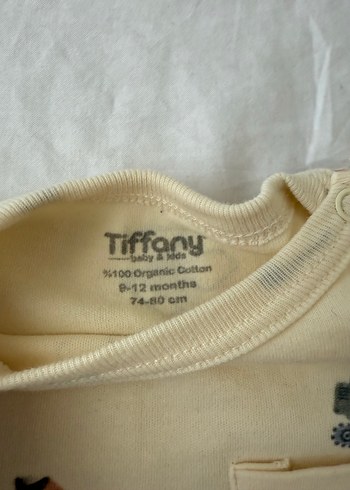 Tiffany
baby & kids
%100 Organic Cotton
9-12 months
74-80 cm